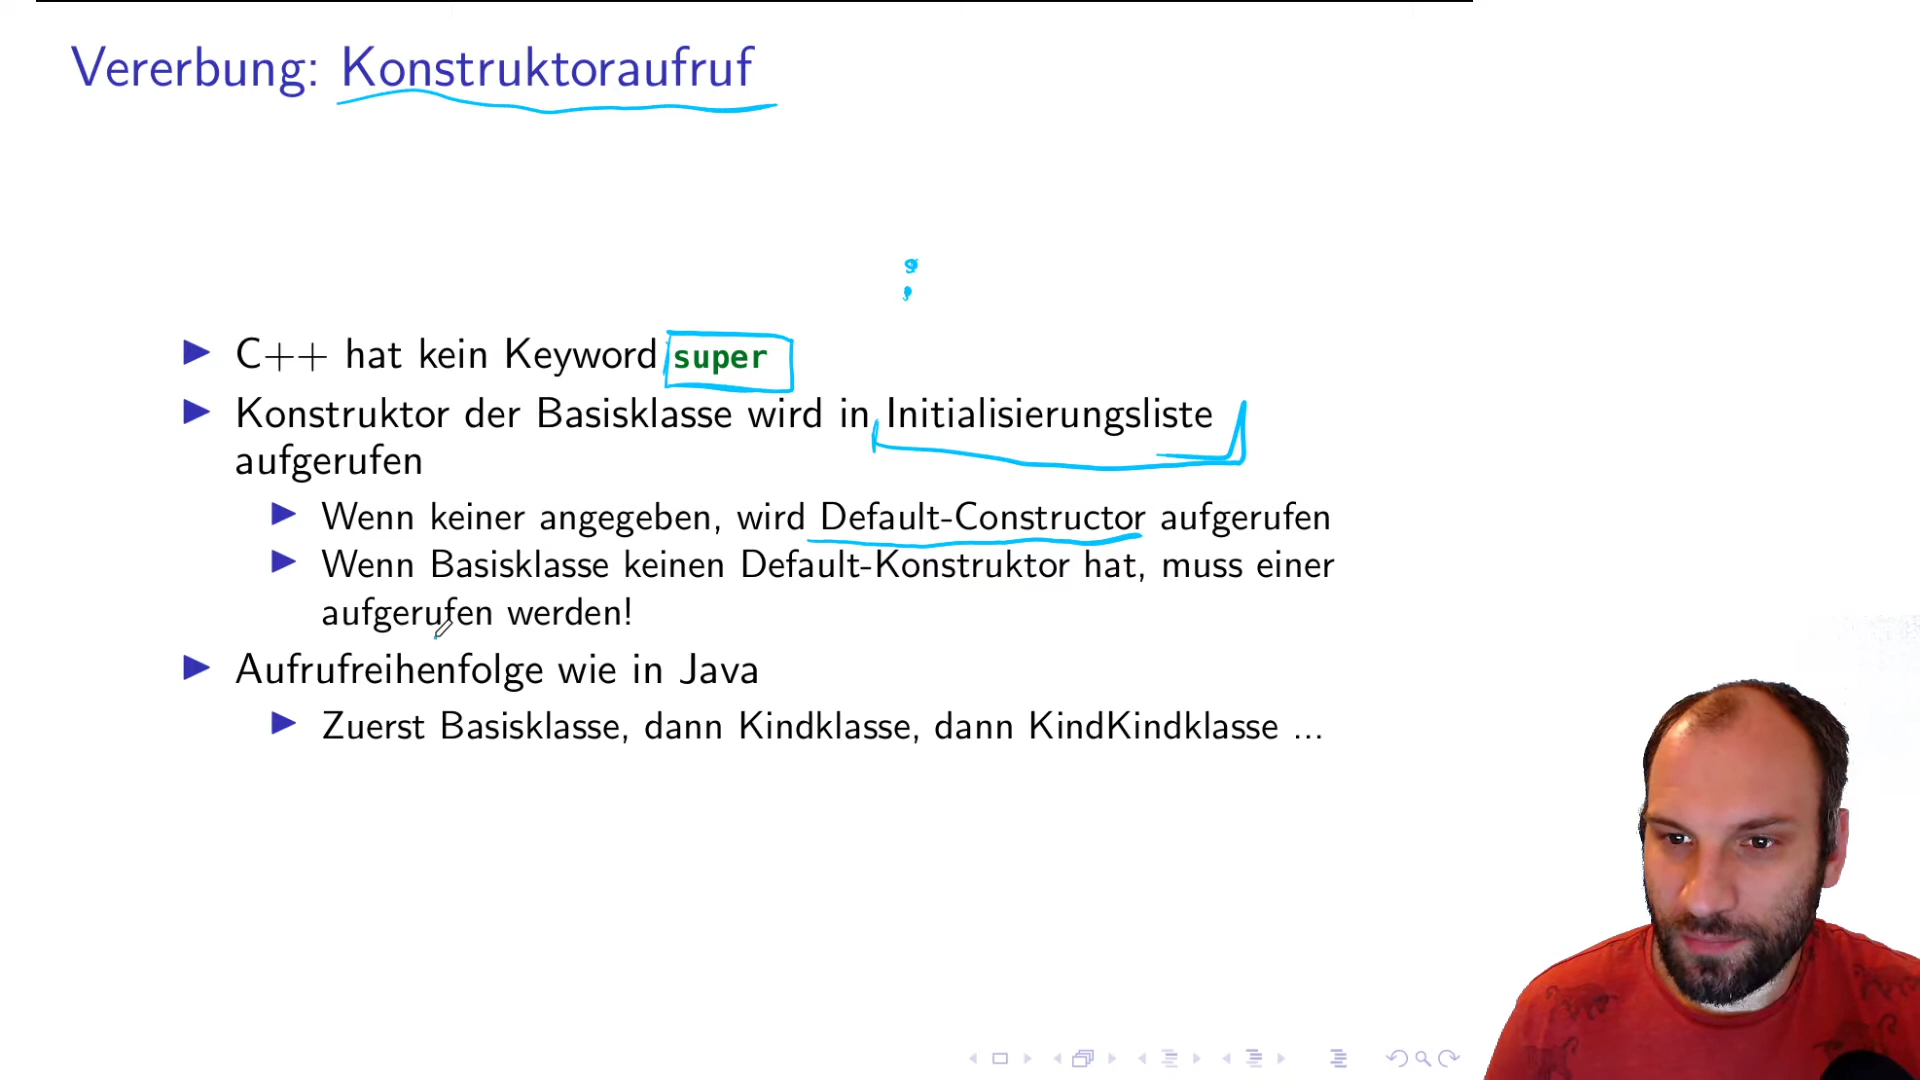 Vererbung: Konstruktoraufruf
:
C++ hat kein Keyword super
Konstruktor der Basisklasse wird in Initialisierungsliste
aufgerufen
Wenn keiner angegeben, wird Default-Constructor aufgerufen
Wenn Basisklasse keinen Default-Konstruktor hat, muss einer
aufgerufen werden!
Aufrufreihenfolge wie in Java
Zuerst Basisklasse, dann Kindklasse, dann KindKindklasse ...